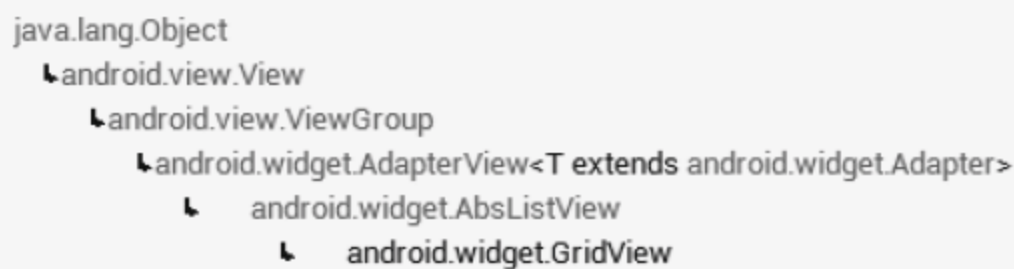 java.lang.Object
↳android.view.View
↳android.view.ViewGroup
↳android.widget.AdapterView<T extends android.widget.Adapter>
↳ android.widget.AbsListView
↳ android.widget.GridView